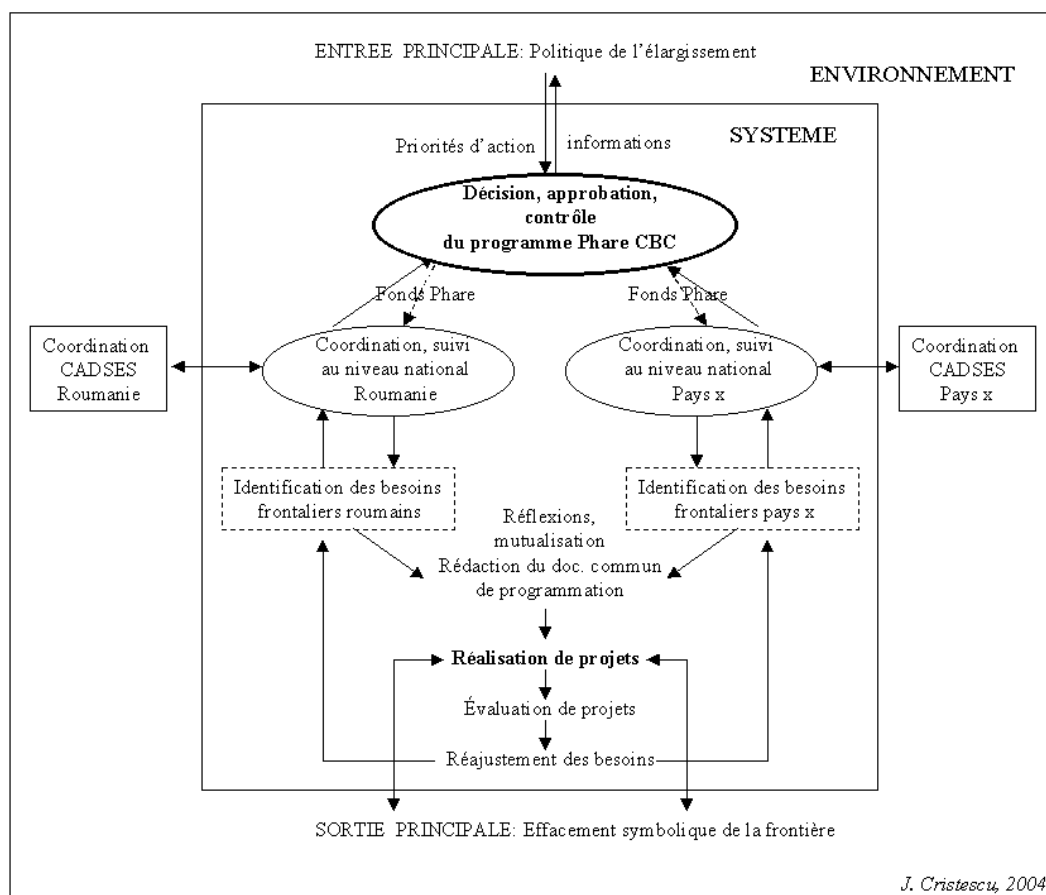 ENTREE PRINCIPALE: Politique de l'élargissement
ENVIRONNEMENT
SYSTEME
Priorités d'action
informations
Décision, approbation,
contrôle
du programme Phare CBC
Fonds Phare
Fonds Phare
Coordination
CADSES
Roumanie
Coordination, suivi
au niveau national
Roumanie
Coordination, suivi
au niveau national
Pays x
Coordination
CADSES
Pays x
Identification des besoins
frontaliers roumains
Identification des besoins
frontaliers pays x
Réflexions,
mutualisation
Rédaction du doc. commun
de programmation
Réalisation de projets
Évaluation de projets
Réajustement des besoins
SORTIE PRINCIPALE: Effacement symbolique de la frontière
J. Cristescu, 2004